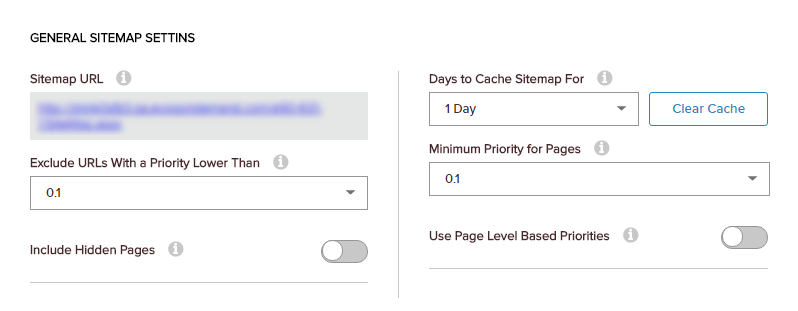 GENERAL SITEMAP SETTINS
Sitemap URL
Exclude URLs With a Priority Lower Than
0.1
Include Hidden Pages
Days to Cache Sitemap For
1 Day
Clear Cache
Minimum Priority for Pages
0.1
Use Page Level Based Priorities